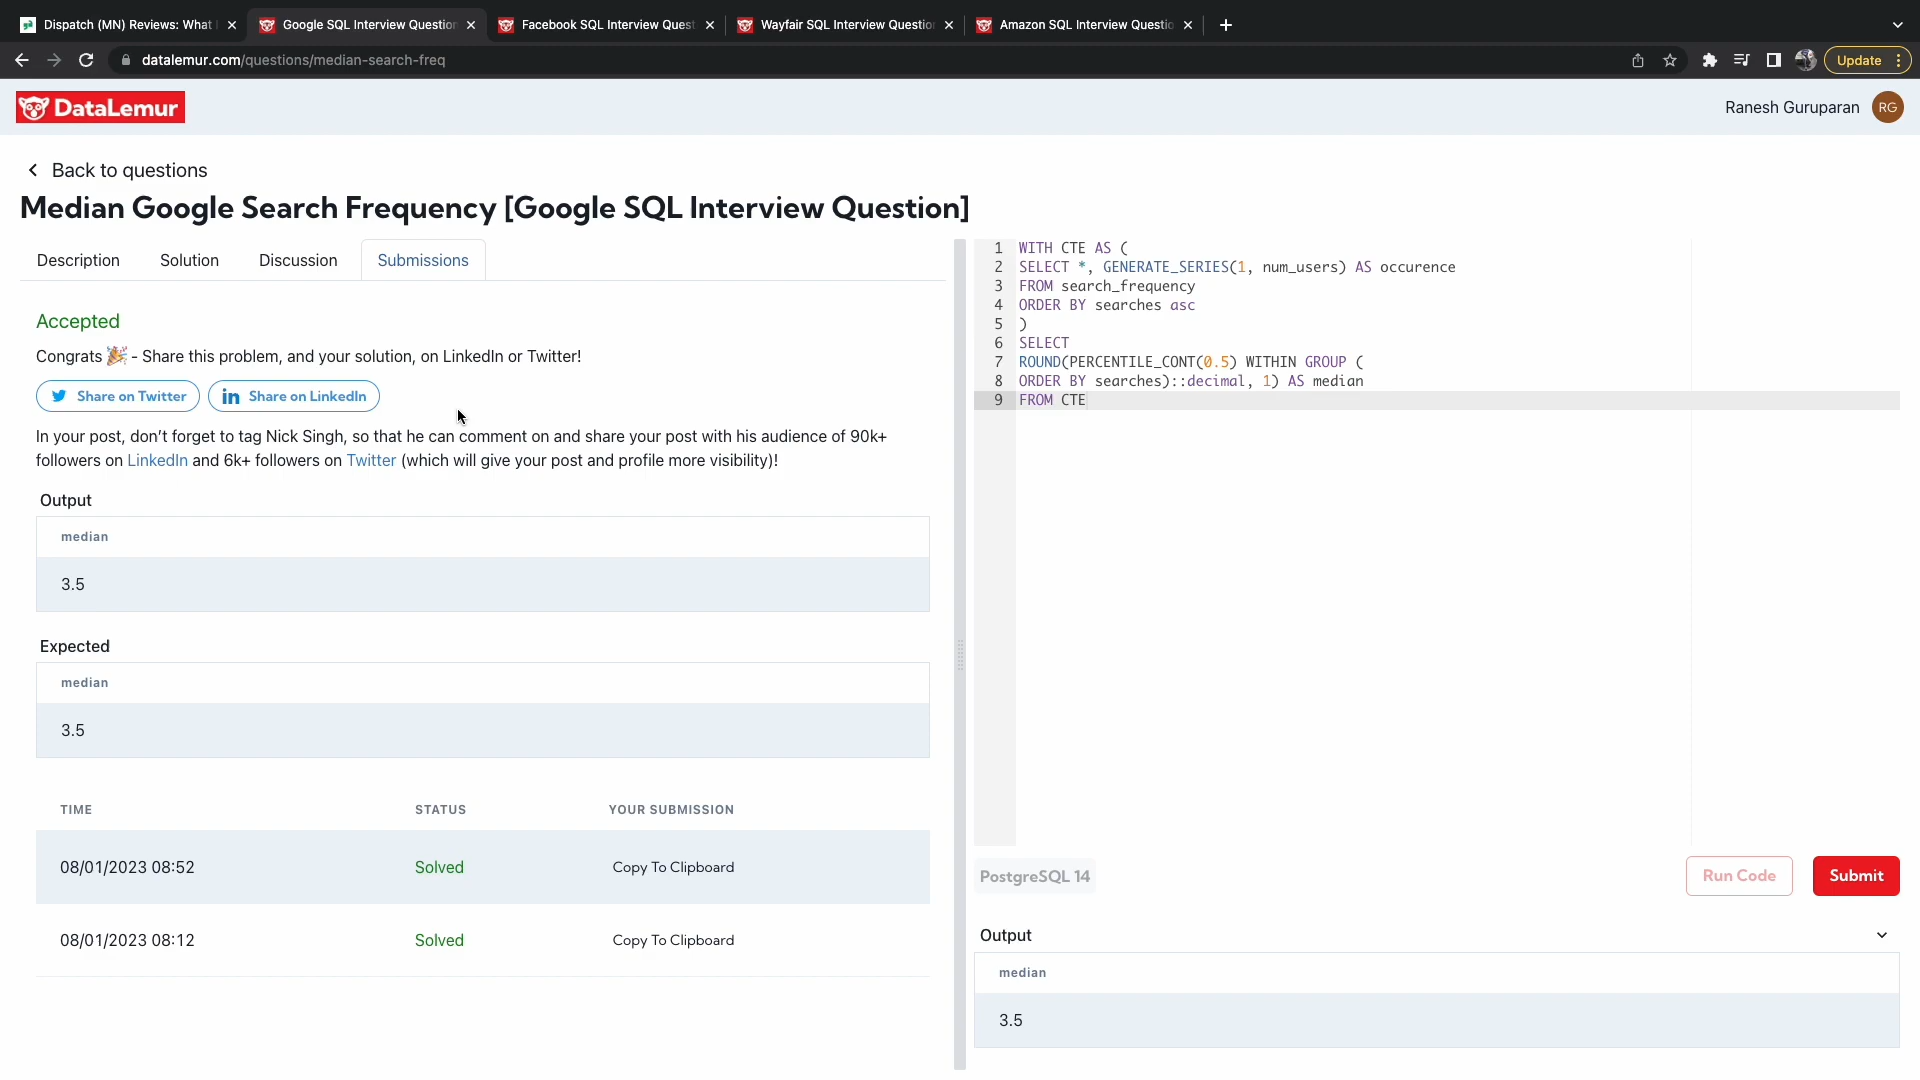 Dispatch (MN) Reviews: What
Google SQL Interview Question
Facebook SQL Interview Quest
Wayfair SQL Interview Question
Amazon SQL Interview Questio
datalemur.com/questions/median-search-freq
Update
DataLemur
Ranesh Guruparan
RG
Back to questions
Median Google Search Frequency [Google SQL Interview Question]
Description
Solution
Discussion
Submissions
Accepted
Congrats 🎉 - Share this problem, and your solution, on LinkedIn or Twitter!
Share on Twitter
Share on LinkedIn
In your post, don't forget to tag Nick Singh, so that he can comment on and share your post with his audience of 90k+
followers on LinkedIn and 6k+ followers on Twitter (which will give your post and profile more visibility)!
Output
median
3.5
Expected
median
3.5
TIME STATUS YOUR SUBMISSION
08/01/2023 08:52 Solved Copy To Clipboard
08/01/2023 08:12 Solved Copy To Clipboard
1 WITH CTE AS (
2 SELECT *, GENERATE_SERIES(1, num_users) AS occurence
3 FROM search_frequency
4 ORDER BY searches asc
5 )
6 SELECT
7 ROUND(PERCENTILE_CONT(0.5) WITHIN GROUP (
8 ORDER BY searches)::decimal, 1) AS median
9 FROM CTE
PostgreSQL 14
Run Code
Submit
Output
median
3.5